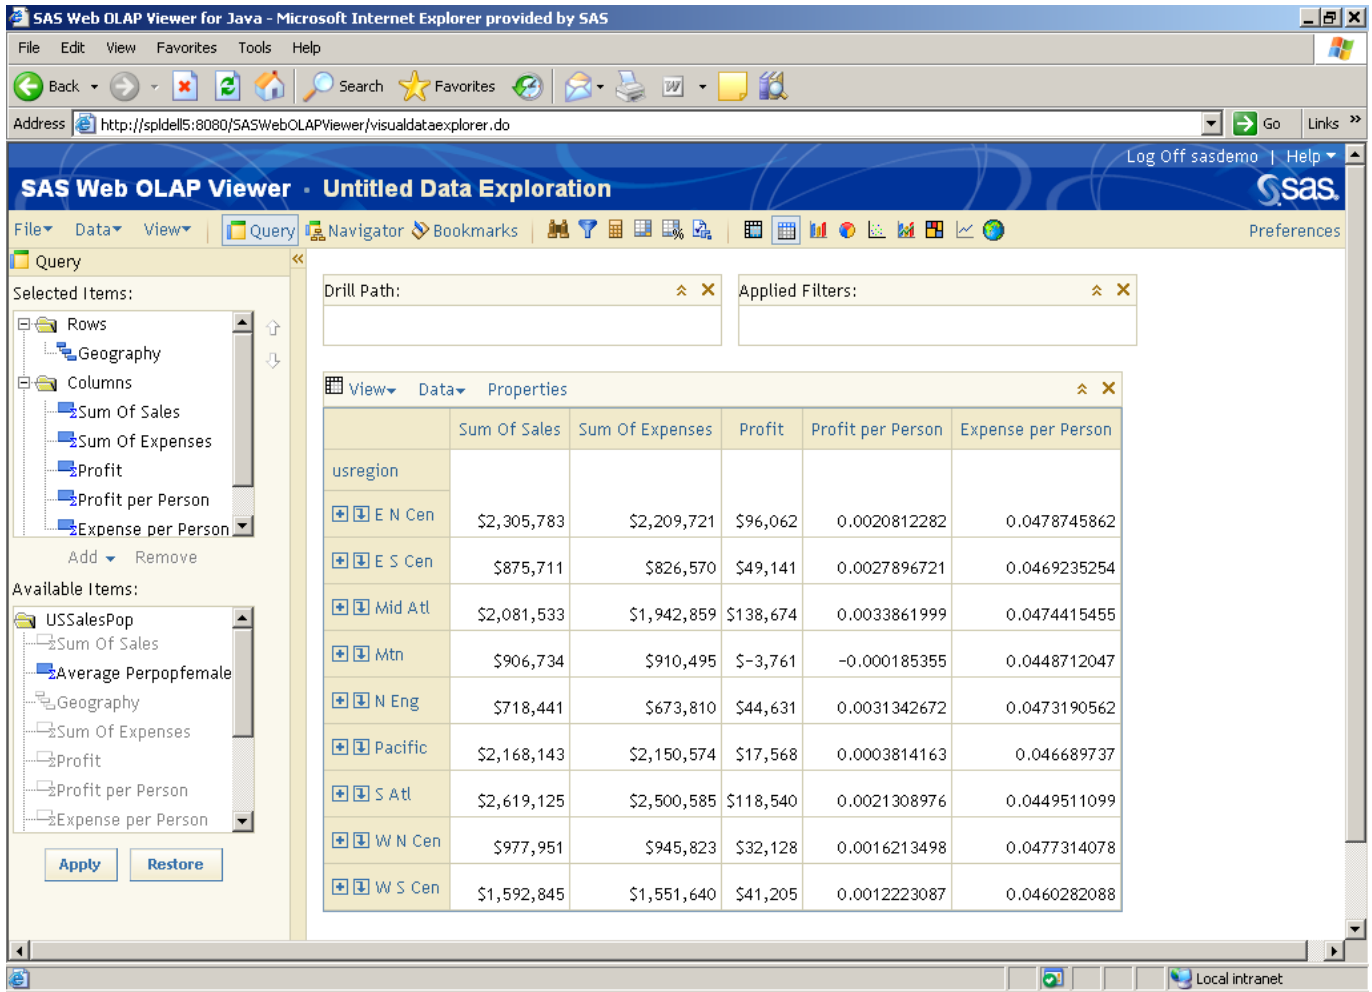 SAS Web OLAP Viewer for Java - Microsoft Internet Explorer provided by SAS
File Edit View Favorites Tools Help
Back Search Favorites
Address http://spldell5:8080/SASWebOLAPViewer/visualdataexplorer.do Go Links »
Log Off sasdemo | Help
SAS Web OLAP Viewer · Untitled Data Exploration sas.
File Data View Query Navigator Bookmarks Preferences
Query
Selected Items:
Rows
Geography
Columns
Sum Of Sales
Sum Of Expenses
Profit
Profit per Person
Expense per Person
Add Remove
Available Items:
USSalesPop
Sum Of Sales
Average Perpopfemale
Geography
Sum Of Expenses
Profit
Profit per Person
Expense per Person
Apply Restore
Drill Path: Applied Filters:
View Data Properties
Sum Of Sales Sum Of Expenses Profit Profit per Person Expense per Person
usregion
E N Cen $2,305,783 $2,209,721 $96,062 0.0020812282 0.0478745862
E S Cen $875,711 $826,570 $49,141 0.0027896721 0.0469235254
Mid Atl $2,081,533 $1,942,859 $138,674 0.0033861999 0.0474415455
Mtn $906,734 $910,495 $-3,761 -0.000185355 0.0448712047
N Eng $718,441 $673,810 $44,631 0.0031342672 0.0473190562
Pacific $2,168,143 $2,150,574 $17,568 0.0003814163 0.046689737
S Atl $2,619,125 $2,500,585 $118,540 0.0021308976 0.0449511099
W N Cen $977,951 $945,823 $32,128 0.0016213498 0.0477314078
W S Cen $1,592,845 $1,551,640 $41,205 0.0012223087 0.0460282088
Local intranet